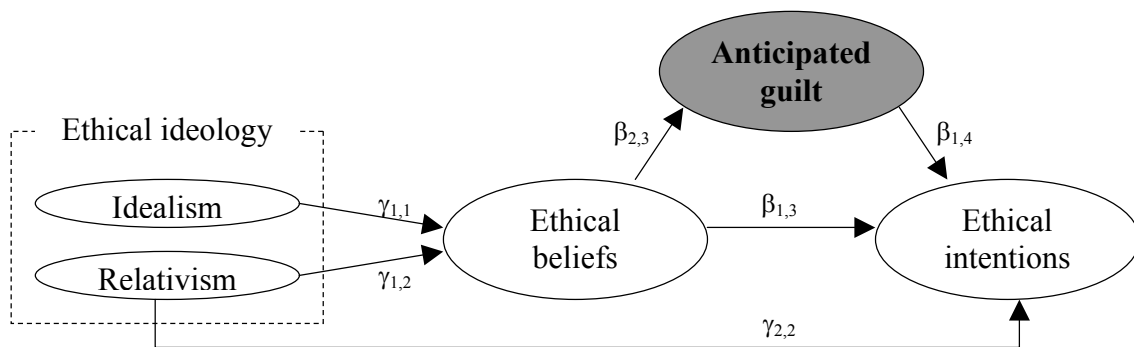 Anticipated
guilt
Ethical ideology
β2,3
β1,4
Idealism
γ1,1
Ethical
beliefs
β1,3
Ethical
intentions
Relativism
γ1,2
γ2,2